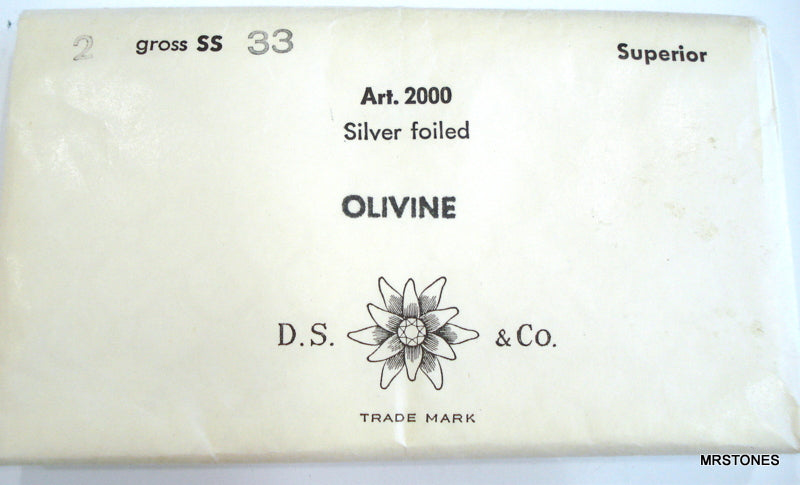 2 gross SS 33 Superior
Art. 2000
Silver foiled
OLIVINE
D.S. & Co.
TRADE MARK
MRSTONES